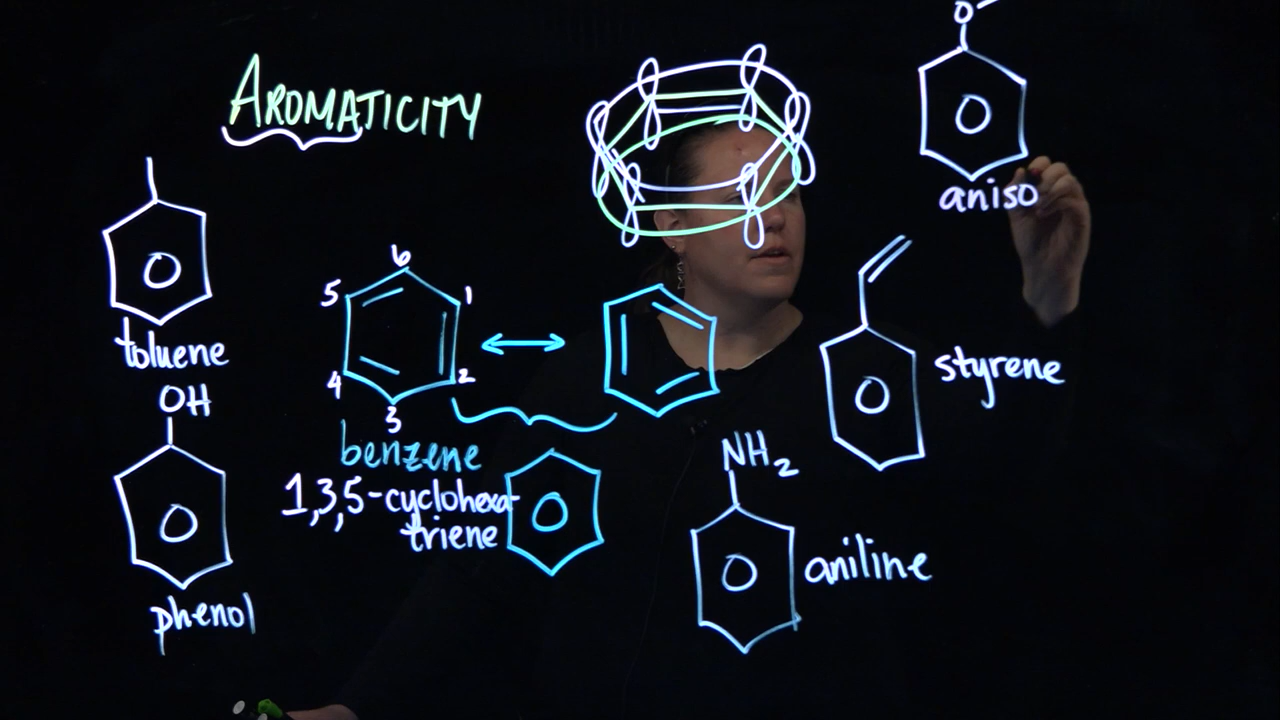 AROMATICITY
O
aniso
toluene
OH
phenol
6
5
1
4
2
3
benzene
1,3,5-cyclohexa-
triene
styrene
NH2
aniline